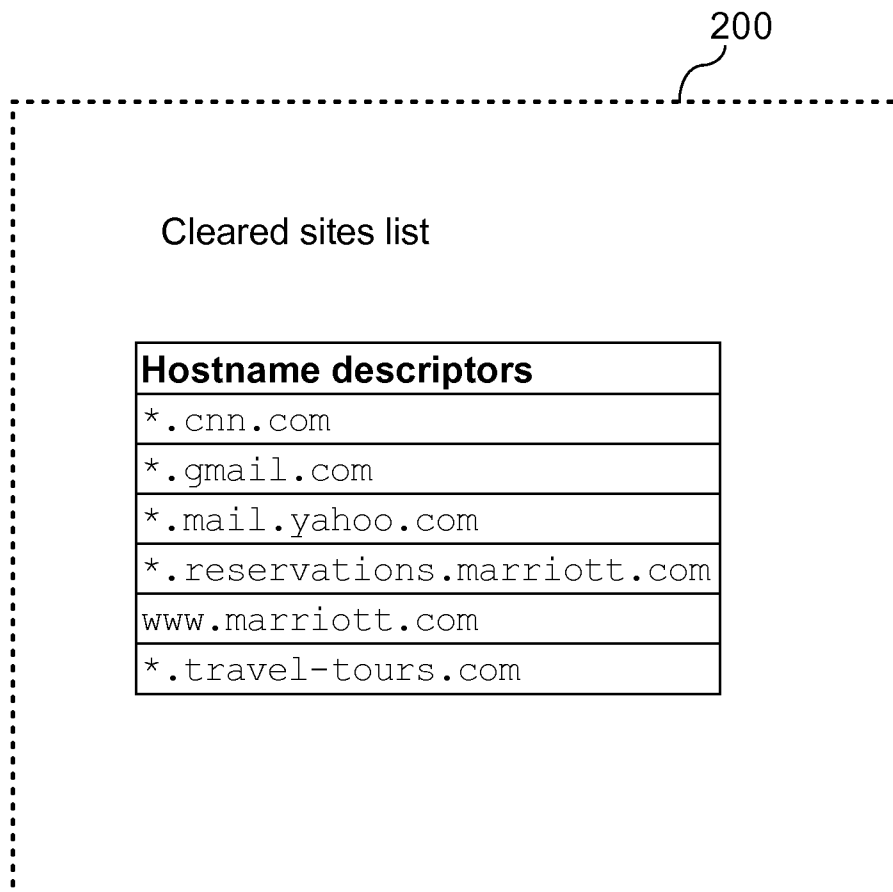 200
Cleared sites list
Hostname descriptors
*.cnn.com
*.gmail.com
*.mail.yahoo.com
*.reservations.marriott.com
www.marriott.com
*.travel-tours.com